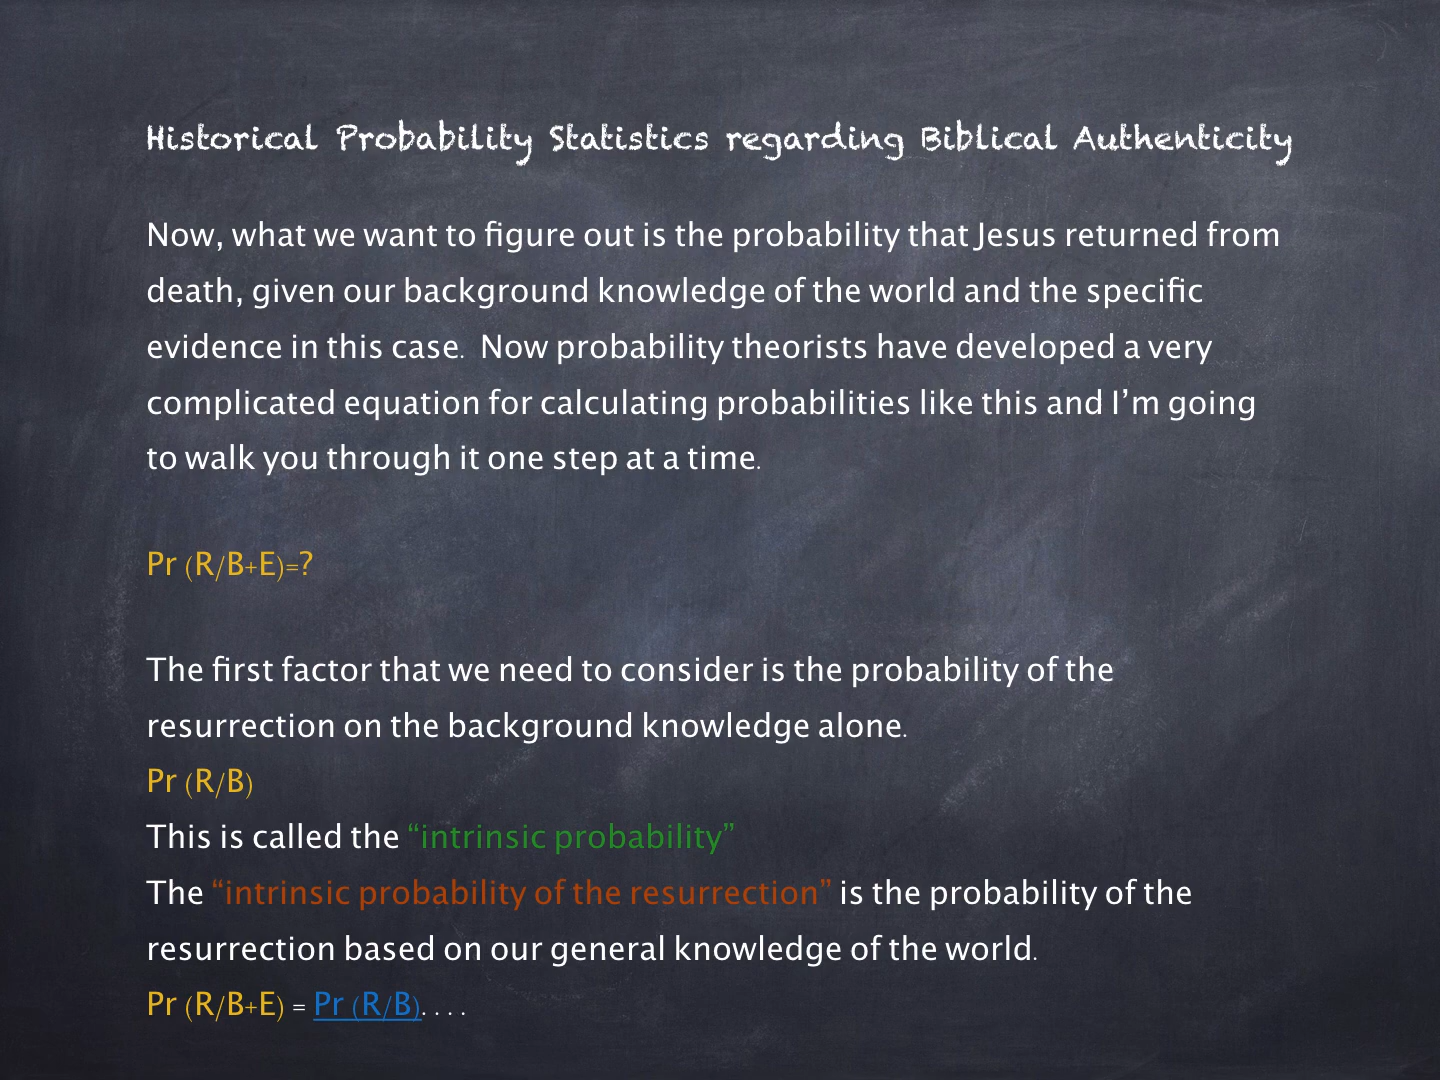 Historical Probability Statistics regarding Biblical Authenticity
Now, what we want to figure out is the probability that Jesus returned from
death, given our background knowledge of the world and the specific
evidence in this case.  Now probability theorists have developed a very
complicated equation for calculating probabilities like this and I’m going
to walk you through it one step at a time.
Pr (R/B+E)=?
The first factor that we need to consider is the probability of the
resurrection on the background knowledge alone.
Pr (R/B)
This is called the “intrinsic probability”
The “intrinsic probability of the resurrection” is the probability of the
resurrection based on our general knowledge of the world.
Pr (R/B+E) = Pr (R/B). . . .